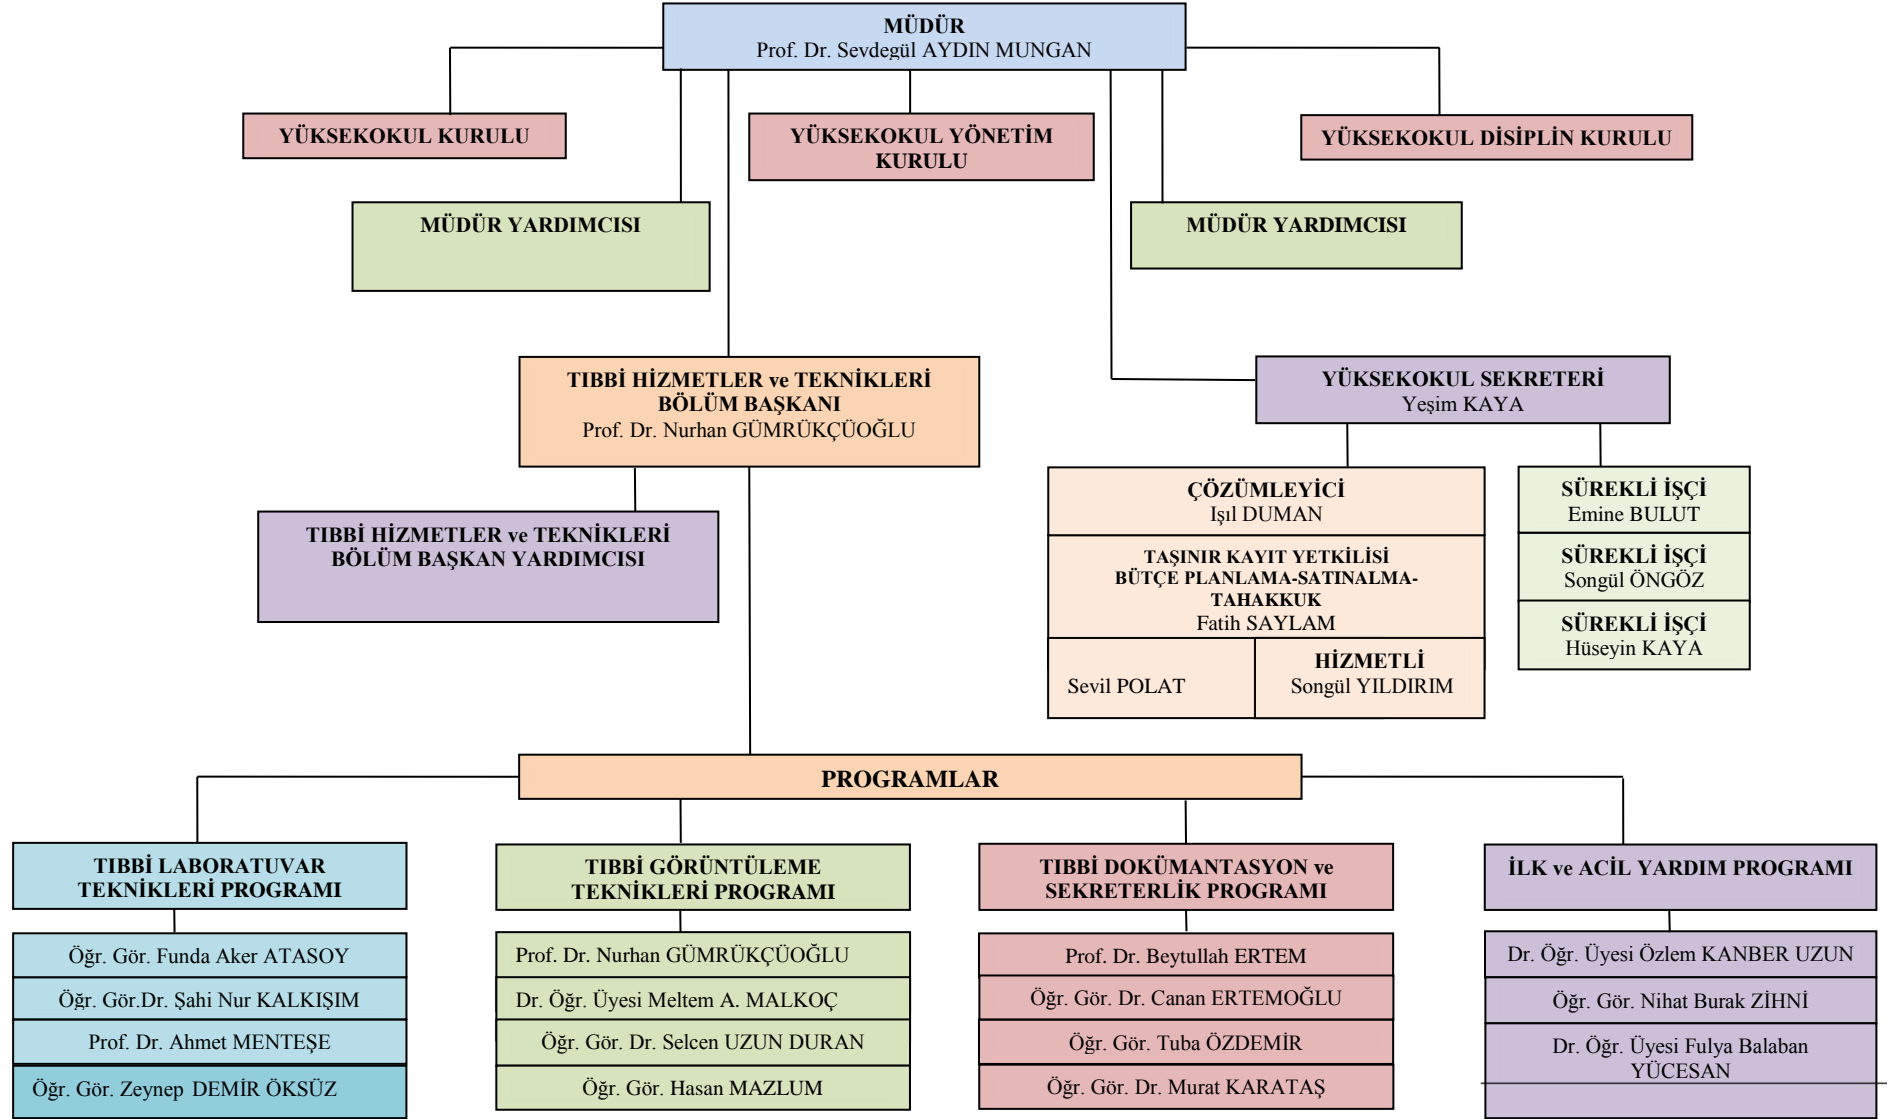 MÜDÜR
Prof. Dr. Sevdegül AYDIN MUNGAN
YÜKSEKOKUL KURULU
YÜKSEKOKUL YÖNETİM
KURULU
YÜKSEKOKUL DİSİPLİN KURULU
MÜDÜR YARDIMCISI
MÜDÜR YARDIMCISI
TIBBİ HİZMETLER ve TEKNİKLERİ
BÖLÜM BAŞKANI
Prof. Dr. Nurhan GÜMRÜKÇÜOĞLU
YÜKSEKOKUL SEKRETERİ
Yeşim KAYA
TIBBİ HİZMETLER ve TEKNİKLERİ
BÖLÜM BAŞKAN YARDIMCISI
ÇÖZÜMLEYİCİ
Işıl DUMAN
TAŞINIR KAYIT YETKİLİSİ
BÜTÇE PLANLAMA-SATINALMA-
TAHAKKUK
Fatih SAYLAM
Sevil POLAT
HİZMETLİ
Songül YILDIRIM
SÜREKLİ İŞÇİ
Emine BULUT
SÜREKLİ İŞÇİ
Songül ÖNGÖZ
SÜREKLİ İŞÇİ
Hüseyin KAYA
PROGRAMLAR
TIBBİ LABORATUVAR
TEKNİKLERİ PROGRAMI
Öğr. Gör. Funda Aker ATASOY
Öğr. Gör.Dr. Şahi Nur KALKIŞIM
Prof. Dr. Ahmet MENTEŞE
Öğr. Gör. Zeynep DEMİR ÖKSÜZ
TIBBİ GÖRÜNTÜLEME
TEKNİKLERİ PROGRAMI
Prof. Dr. Nurhan GÜMRÜKÇÜOĞLU
Dr. Öğr. Üyesi Meltem A. MALKOÇ
Öğr. Gör. Dr. Selcen UZUN DURAN
Öğr. Gör. Hasan MAZLUM
TIBBİ DOKÜMANTASYON ve
SEKRETERLİK PROGRAMI
Prof. Dr. Beytullah ERTEM
Öğr. Gör. Dr. Canan ERTEMOĞLU
Öğr. Gör. Tuba ÖZDEMİR
Öğr. Gör. Dr. Murat KARATAŞ
İLK ve ACİL YARDIM PROGRAMI
Dr. Öğr. Üyesi Özlem KANBER UZUN
Öğr. Gör. Nihat Burak ZİHNİ
Dr. Öğr. Üyesi Fulya Balaban
YÜCESAN